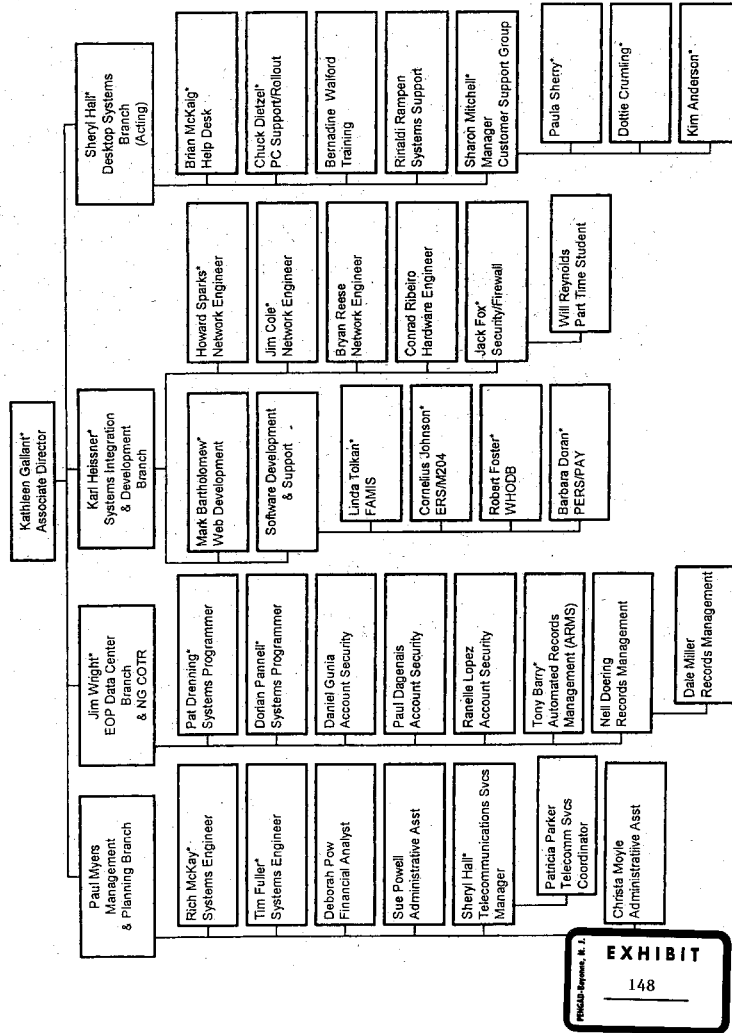 Kathleen Gallant*
Associate Director
Paul Myers
Management
& Planning Branch
Rich McKay*
Systems Engineer
Tim Fuller*
Systems Engineer
Deborah Pow
Financial Analyst
Sue Powell
Administrative Asst
Sheryl Hall*
Telecommunications Svcs
Manager
Patricia Parker
Telecomm Svcs
Coordinator
Christa Moyle
Administratiive Asst
Jim Wright*
EOP Data Center
Branch
& NG COTR
Pat Drenning*
Systems Programmer
Dorian Pannell*
Systems Programmer
Daniel Gunia
Account Security
Paul Dagenais
Account Security
Ranelle Lopez
Account Security
Tony Barry*
Automated Records
Management (ARMS)
Nell Doering
Records Management
Dale Miller
Records Management
Karl Heissner*
Systems Integration
& Development
Branch
Mark Bartholomew*
Web Development
Software Development
& Support
Linda Tolkan*
FAMIS
Cornelius Johnson*
ERS/M204
Robert Foster*
WHODB
Barbara Doran*
PERS/PAY
Howard Sparks*
Network Engineer
Jim Cole*
Network Engineer
Bryan Reese
Network Engineer
Conrad Ribeiro
Hardware Engineer
Jack Fox*
Security/Firewall
Will Reynolds
Part Time Student
Sheryl Hall*
Desktop Systems
Branch
(Acting)
Brian McKaig*
Help Desk
Chuck Dietzel*
PC Support/Rollout
Bernadine Walford
Training
Rinaldi Rampen
Systems Support
Sharon Mitchell*
Manager
Customer Support Group
Paula Sherry*
Dottie Crumling*
Kim Anderson*
PENGAD-Bayonne, N. J.
EXHIBIT
148